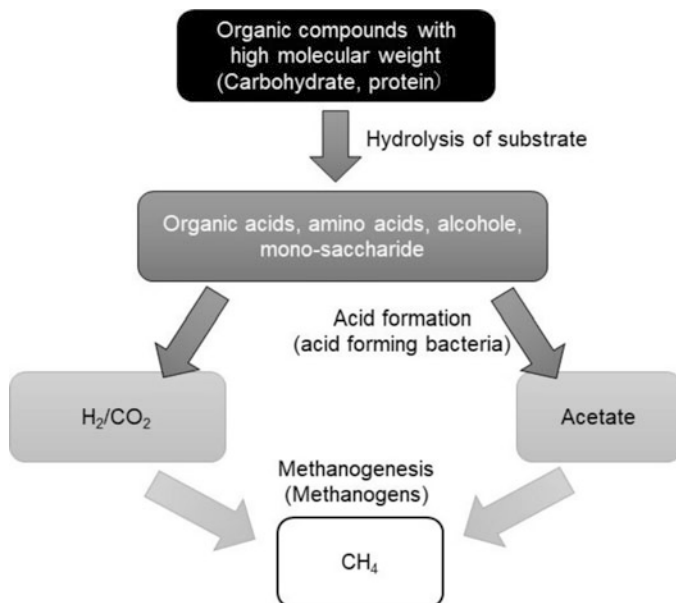 Organic compounds with
high molecular weight
(Carbohydrate, protein）
Hydrolysis of substrate
Organic acids, amino acids, alcohole,
mono-saccharide
Acid formation
(acid forming bacteria)
H₂/CO₂
Acetate
Methanogenesis
(Methanogens)
CH₄